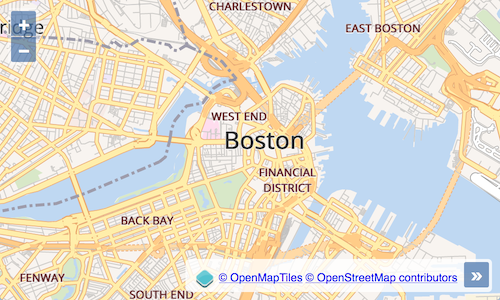 CHARLESTOWN
+
ridge
EAST BOSTON
−
WEST END
Boston
FINANCIAL
DISTRICT
BACK BAY
FENWAY
© OpenMapTiles © OpenStreetMap contributors
»
SOUTH END